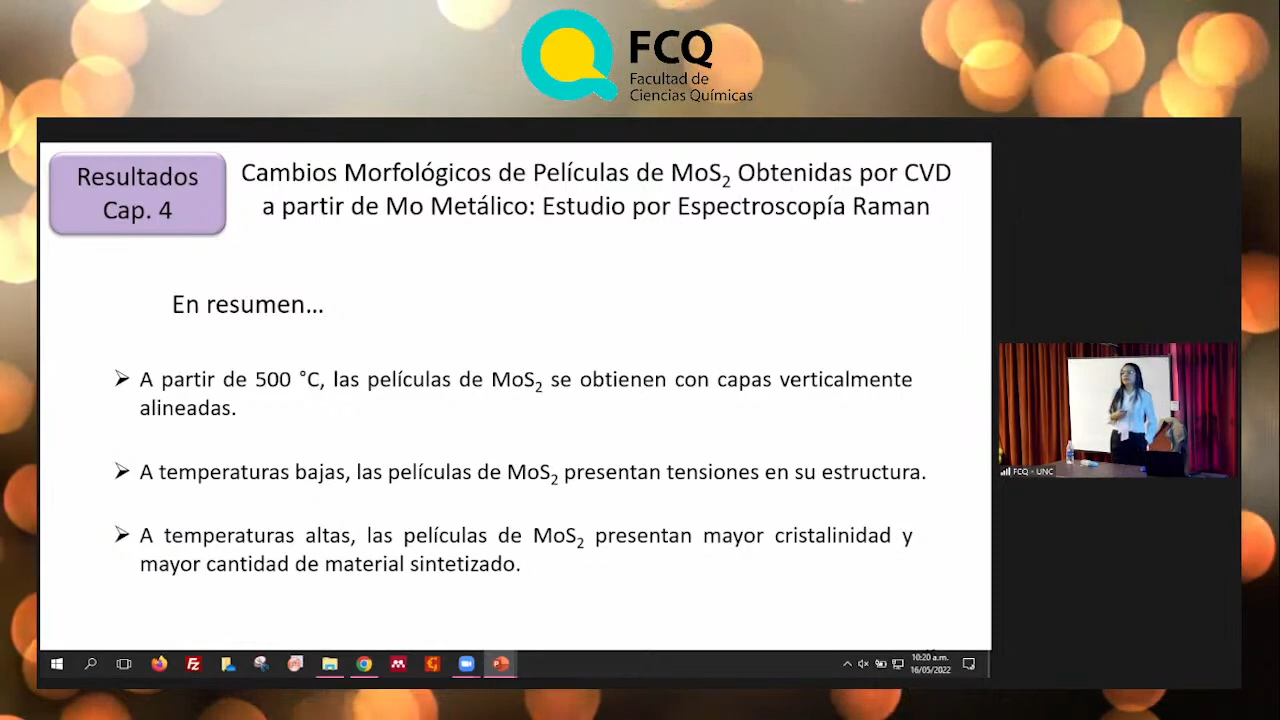 FCQ
Facultad de
Ciencias Químicas
Resultados
Cap. 4
Cambios Morfológicos de Películas de MoS₂ Obtenidas por CVD
a partir de Mo Metálico: Estudio por Espectroscopía Raman
En resumen...
➢ A partir de 500 °C, las películas de MoS₂ se obtienen con capas verticalmente
alineadas.
➢ A temperaturas bajas, las películas de MoS₂ presentan tensiones en su estructura.
➢ A temperaturas altas, las películas de MoS₂ presentan mayor cristalinidad y
mayor cantidad de material sintetizado.
FCQ - UNC
10:20 a.m.
16/05/2022